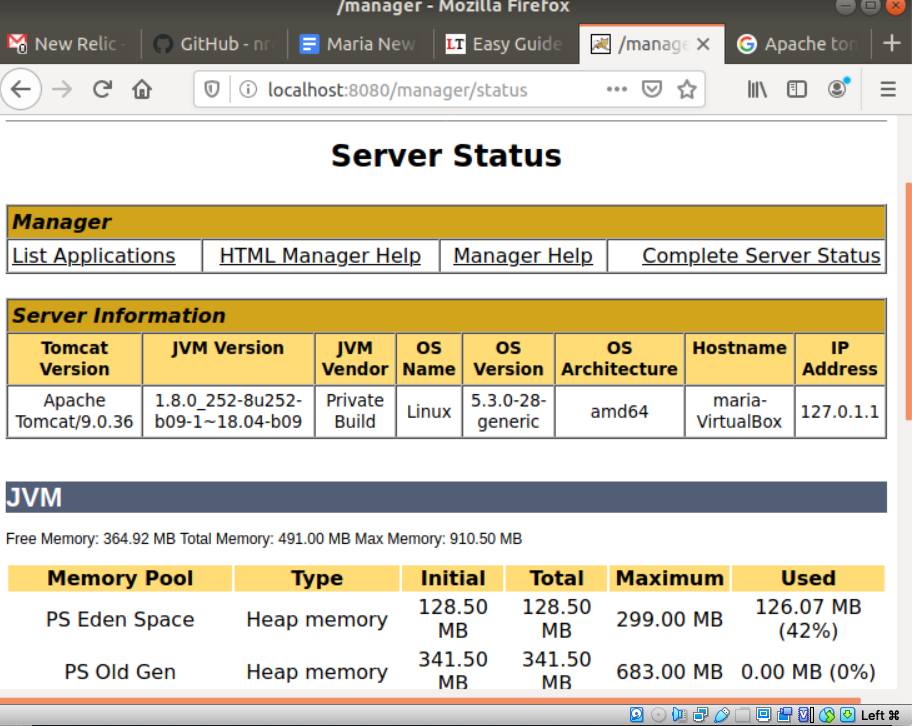 /manager - Mozilla Firefox
New Relic -
GitHub - nr
Maria New
LT Easy Guide
/manage
Apache tom
localhost:8080/manager/status
Server Status
Manager
List Applications HTML Manager Help Manager Help Complete Server Status
Server Information
Tomcat Version JVM Version JVM Vendor OS Name OS Version OS Architecture Hostname IP Address
Apache Tomcat/9.0.36 1.8.0_252-8u252-b09-1~18.04-b09 Private Build Linux 5.3.0-28-generic amd64 maria-VirtualBox 127.0.1.1
JVM
Free Memory: 364.92 MB Total Memory: 491.00 MB Max Memory: 910.50 MB
Memory Pool Type Initial Total Maximum Used
PS Eden Space Heap memory 128.50 MB 128.50 MB 299.00 MB 126.07 MB (42%)
PS Old Gen Heap memory 341.50 MB 341.50 MB 683.00 MB 0.00 MB (0%)
Left ⌘